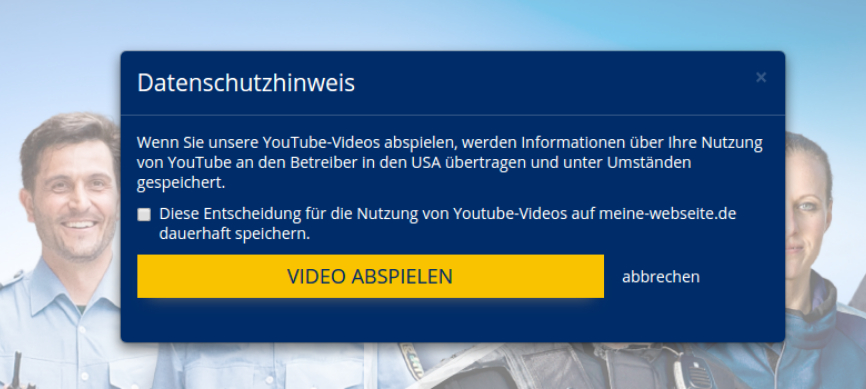 Datenschutzhinweis
×
Wenn Sie unsere YouTube-Videos abspielen, werden Informationen über Ihre Nutzung
von YouTube an den Betreiber in den USA übertragen und unter Umständen
gespeichert.
Diese Entscheidung für die Nutzung von Youtube-Videos auf meine-webseite.de
dauerhaft speichern.
VIDEO ABSPIELEN
abbrechen